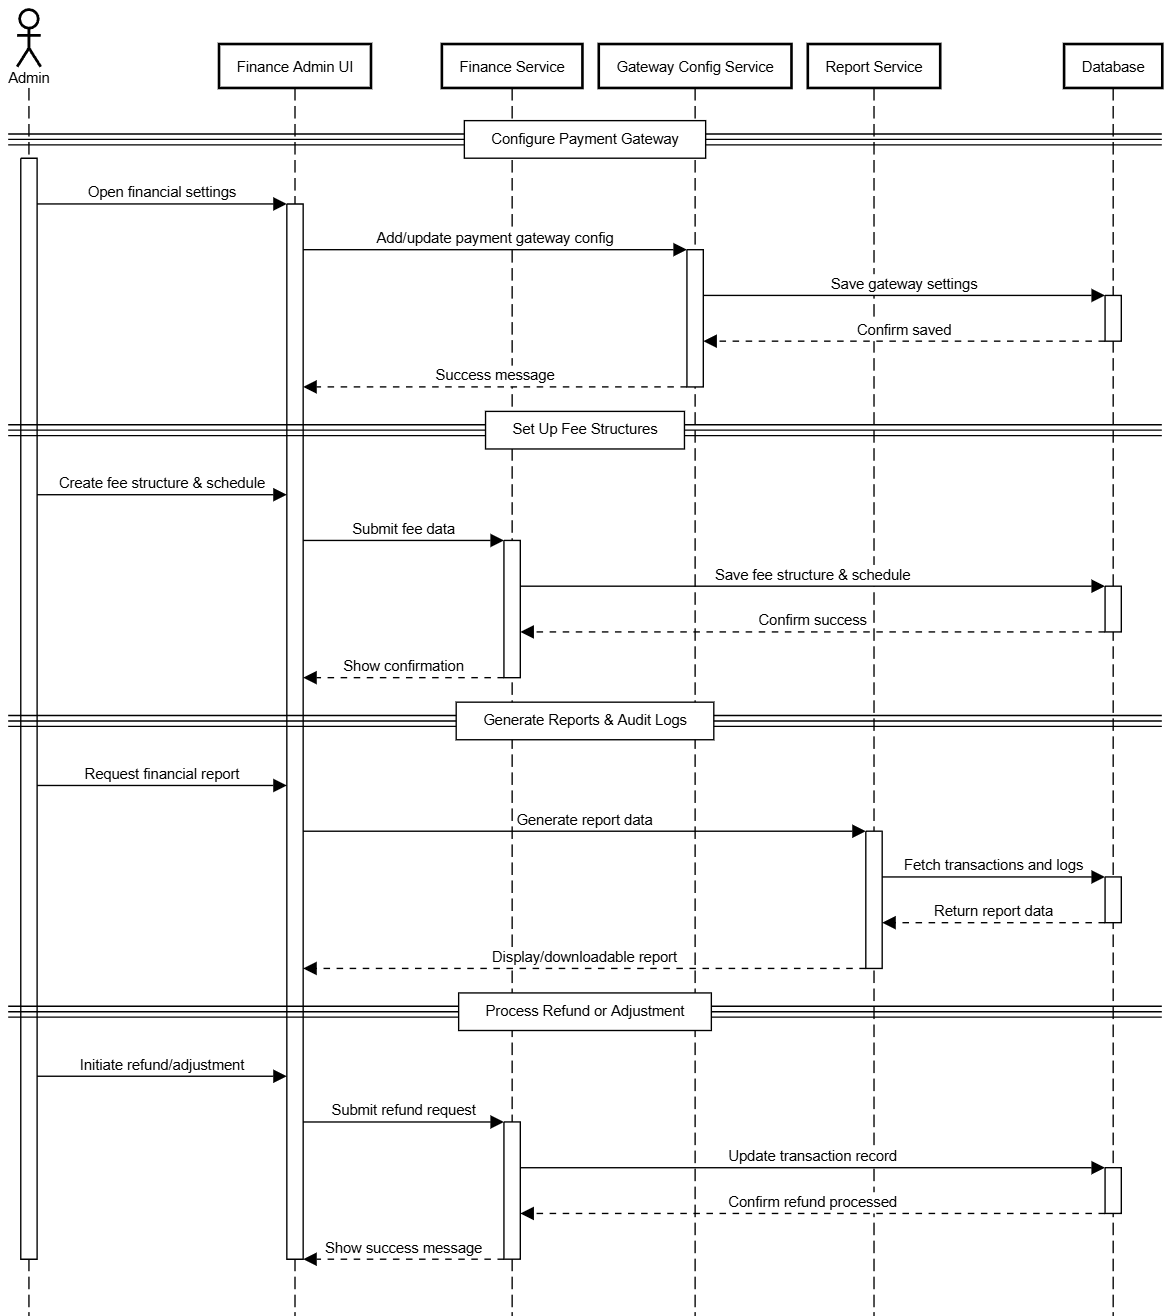 Admin
Finance Admin UI
Finance Service
Gateway Config Service
Report Service
Database
Configure Payment Gateway
Open financial settings
Add/update payment gateway config
Save gateway settings
Confirm saved
Success message
Set Up Fee Structures
Create fee structure & schedule
Submit fee data
Save fee structure & schedule
Confirm success
Show confirmation
Generate Reports & Audit Logs
Request financial report
Generate report data
Fetch transactions and logs
Return report data
Display/downloadable report
Process Refund or Adjustment
Initiate refund/adjustment
Submit refund request
Update transaction record
Confirm refund processed
Show success message